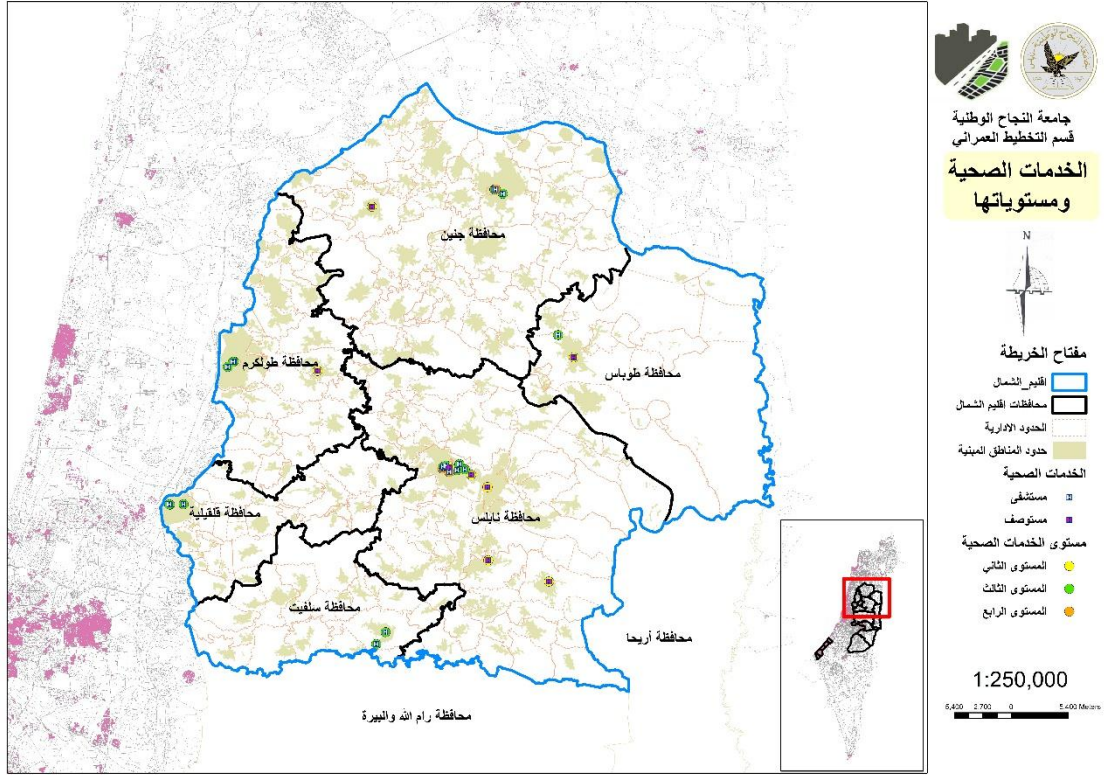 جامعة النجاح الوطنية
قسم التخطيط العمراني
الخدمات الصحية
ومستوياتها
N
مفتاح الخريطة
اقليم_الشمال
محافظات اقليم الشمال
الحدود الادارية
حدود المناطق المبنية
الخدمات الصحية
مستشفى
مستوصف
مستوى الخدمات الصحية
المستوى الثاني
المستوى الثالث
المستوى الرابع
1:250,000
5,400 2,700 0 5,400 Meters
محافظة جنين
محافظة طولكرم
محافظة طوباس
محافظة قلقيلية
محافظة نابلس
محافظة سلفيت
محافظة أريحا
محافظة رام الله والبيرة